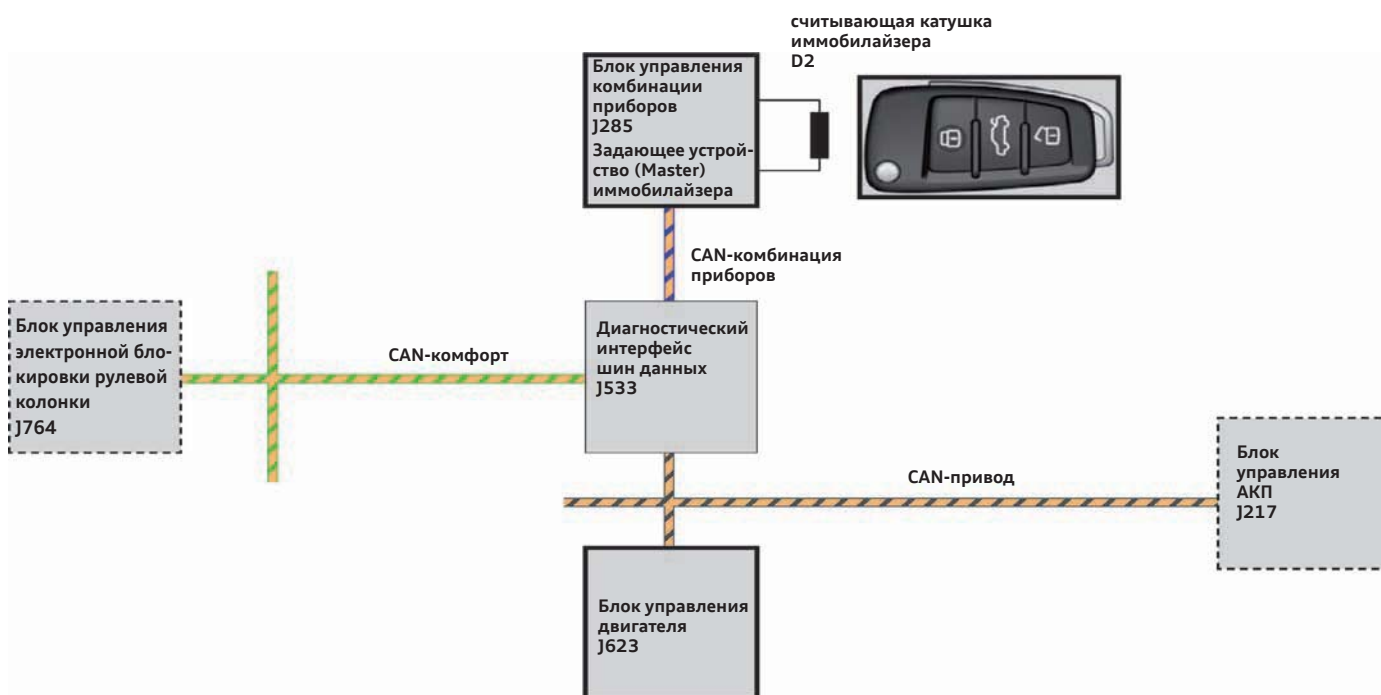 считывающая катушка
иммобилайзера
D2
Блок управления
комбинации
приборов
J285
Задающее устрой-
ство (Master)
иммобилайзера
CAN-комбинация
приборов
Блок управления
электронной бло-
кировки рулевой
колонки
J764
CAN-комфорт
Диагностический
интерфейс
шин данных
J533
CAN-привод
Блок
управления
АКП
J217
Блок управления
двигателя
J623